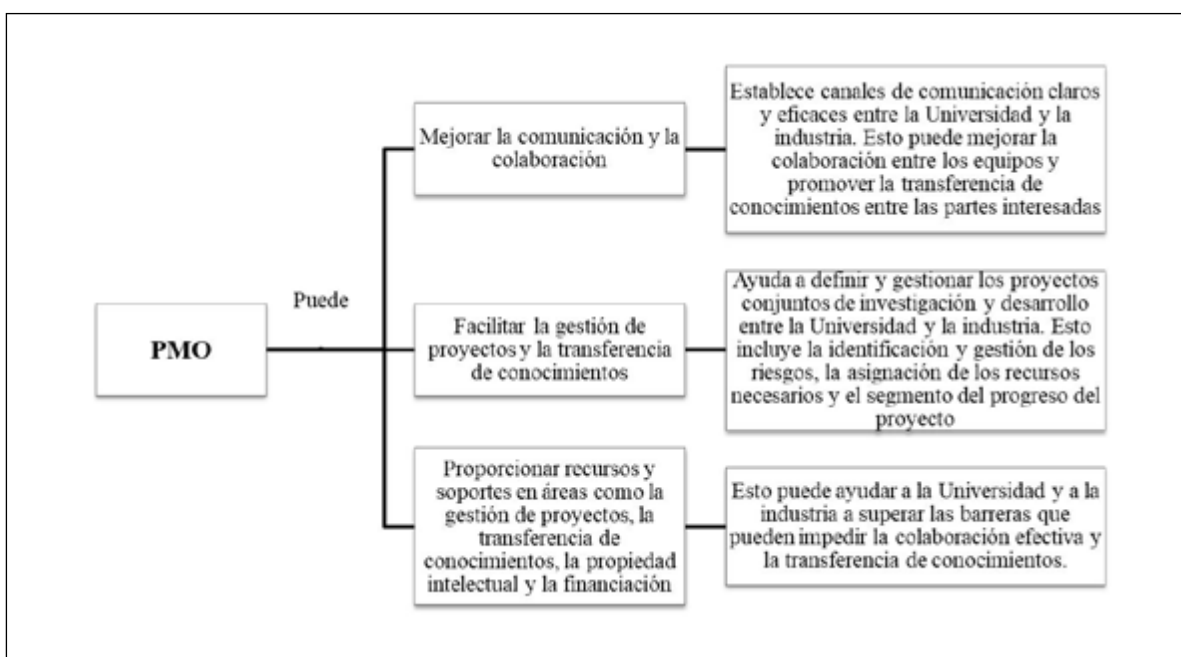 PMO
Puede
Mejorar la comunicación y la
colaboración
Establece canales de comunicación claros
y eficaces entre la Universidad y la
industria. Esto puede mejorar la
colaboración entre los equipos y
promover la transferencia de
conocimientos entre las partes interesadas
Facilitar la gestión de
proyectos y la transferencia
de conocimientos
Ayuda a definir y gestionar los proyectos
conjuntos de investigación y desarrollo
entre la Universidad y la industria. Esto
incluye la identificación y gestión de los
riesgos, la asignación de los recursos
necesarios y el segmento del progreso del
proyecto
Proporcionar recursos y
soportes en áreas como la
gestión de proyectos, la
transferencia de
conocimientos, la propiedad
intelectual y la financiación
Esto puede ayudar a la Universidad y a la
industria a superar las barreras que
pueden impedir la colaboración efectiva y
la transferencia de conocimientos.